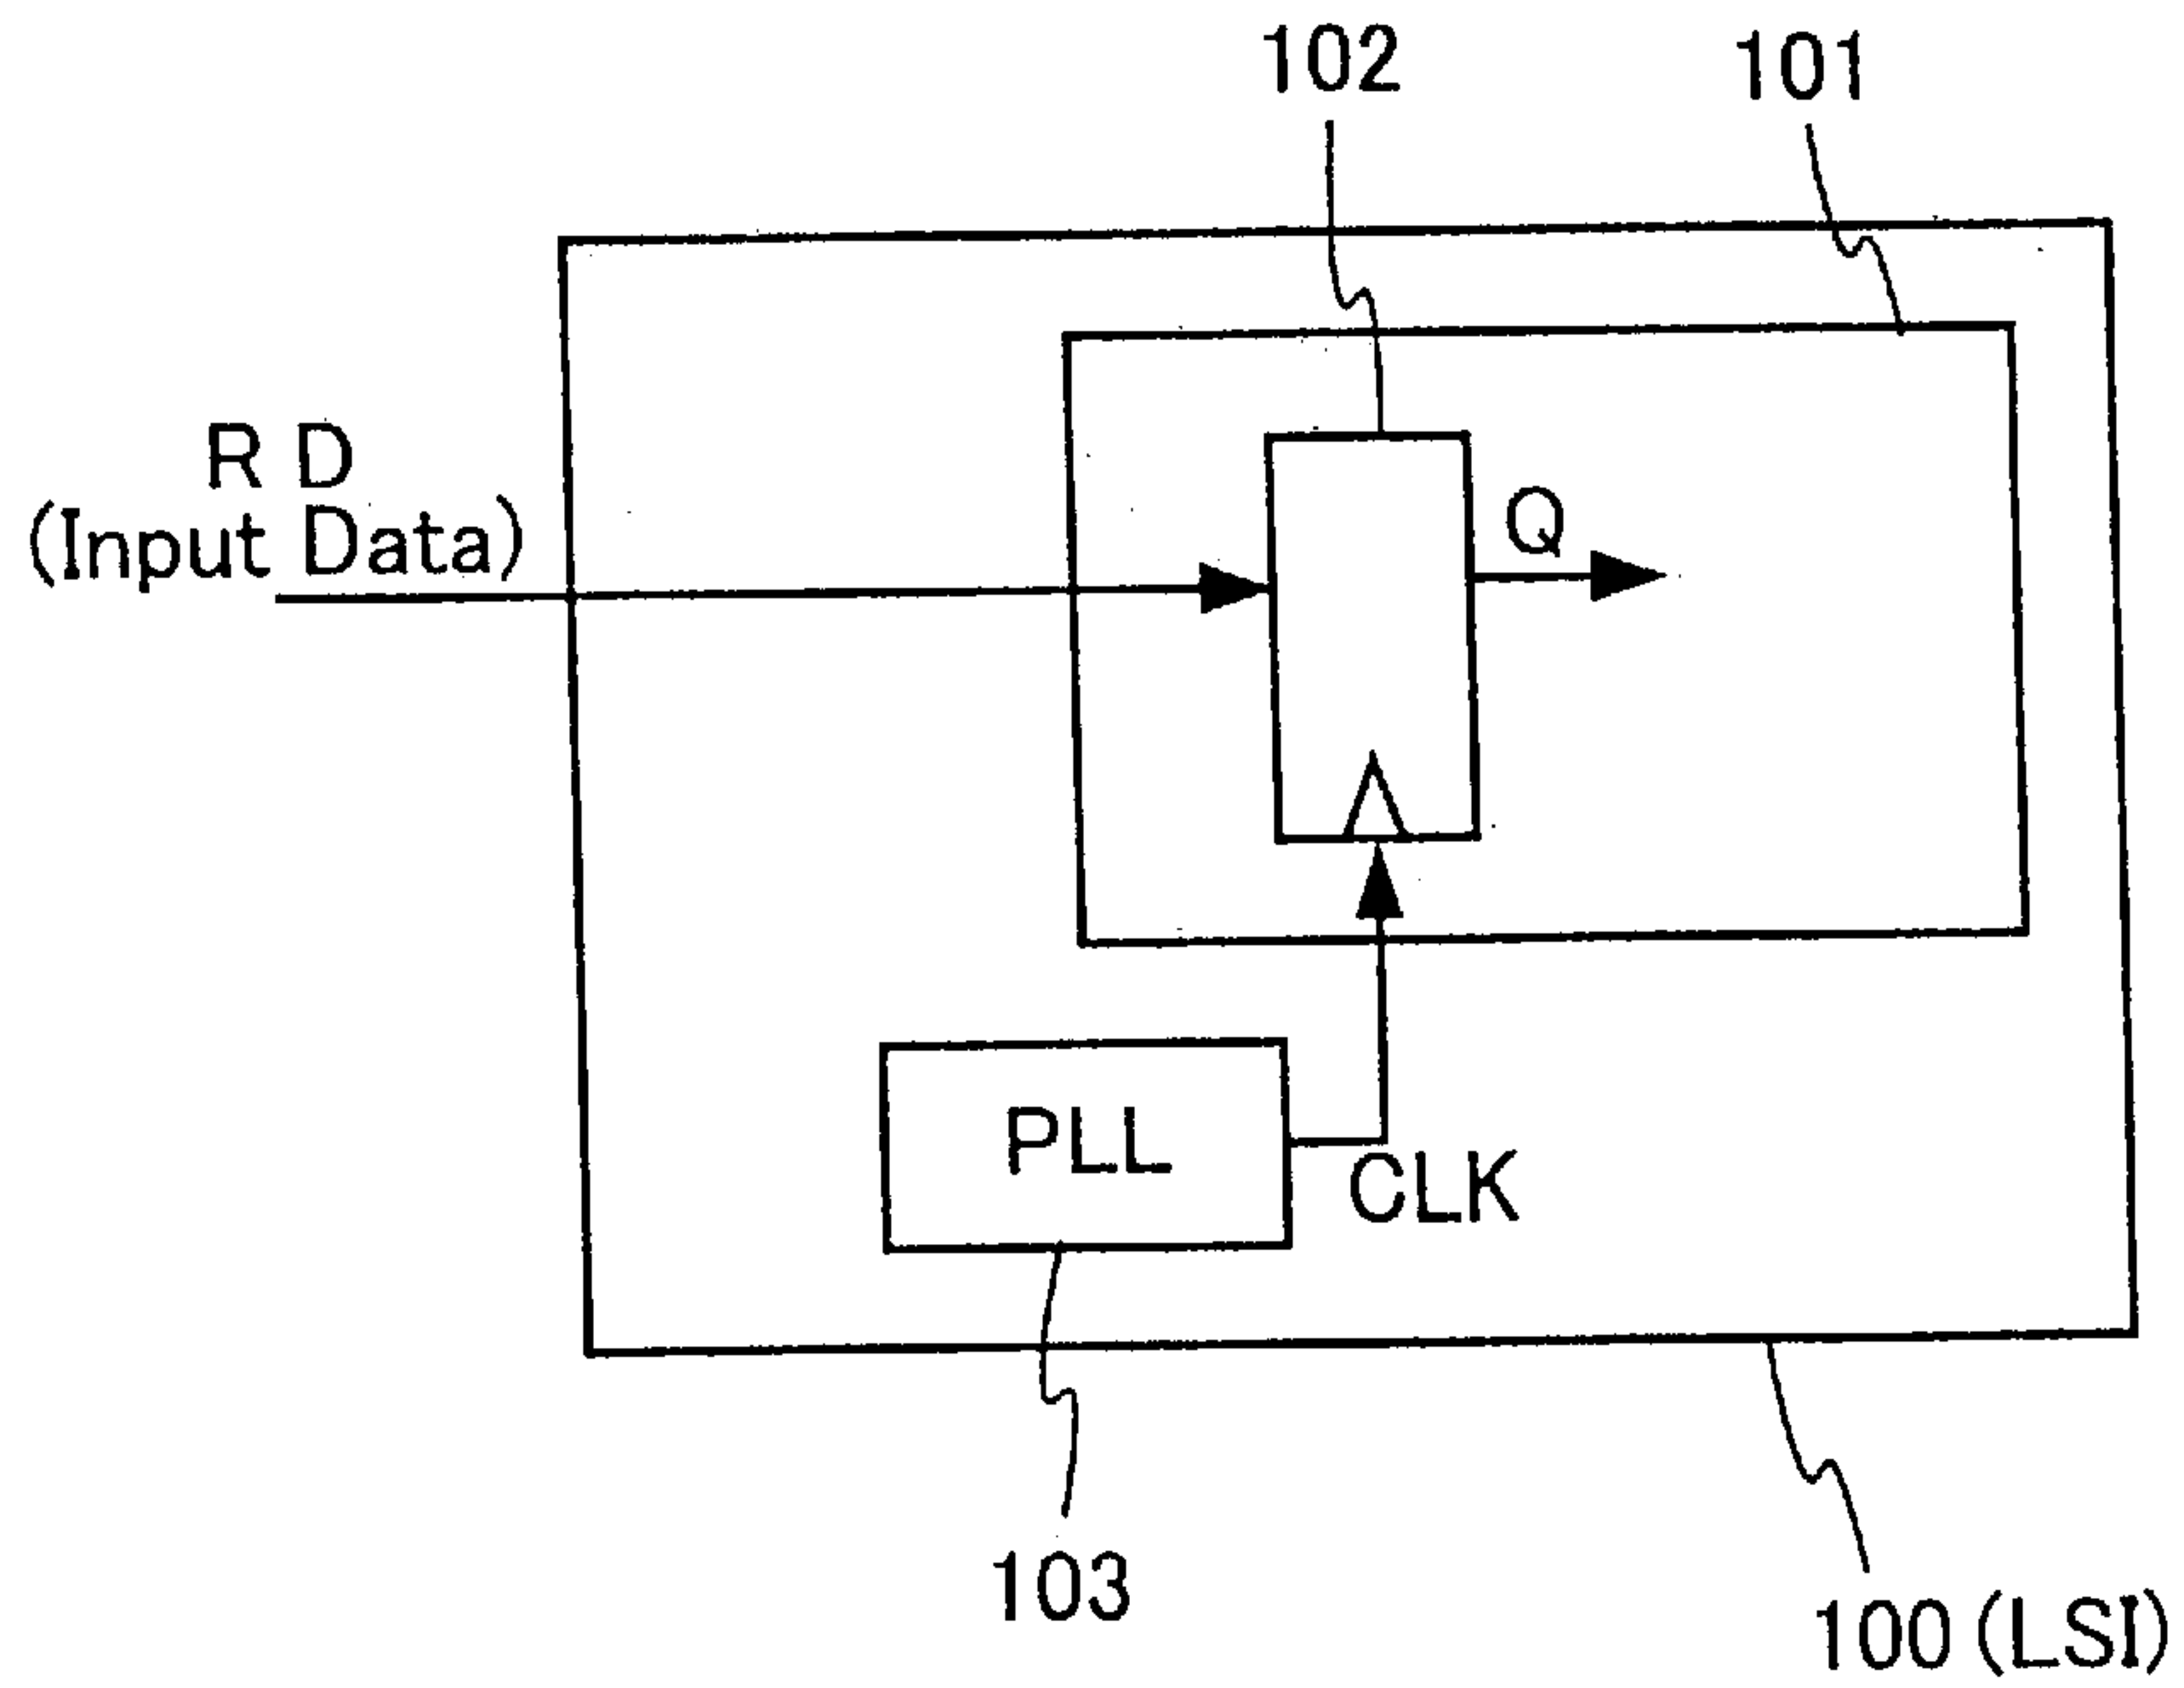 102
101
R D
(Input Data)
Q
PLL
CLK
103
100 (LSI)